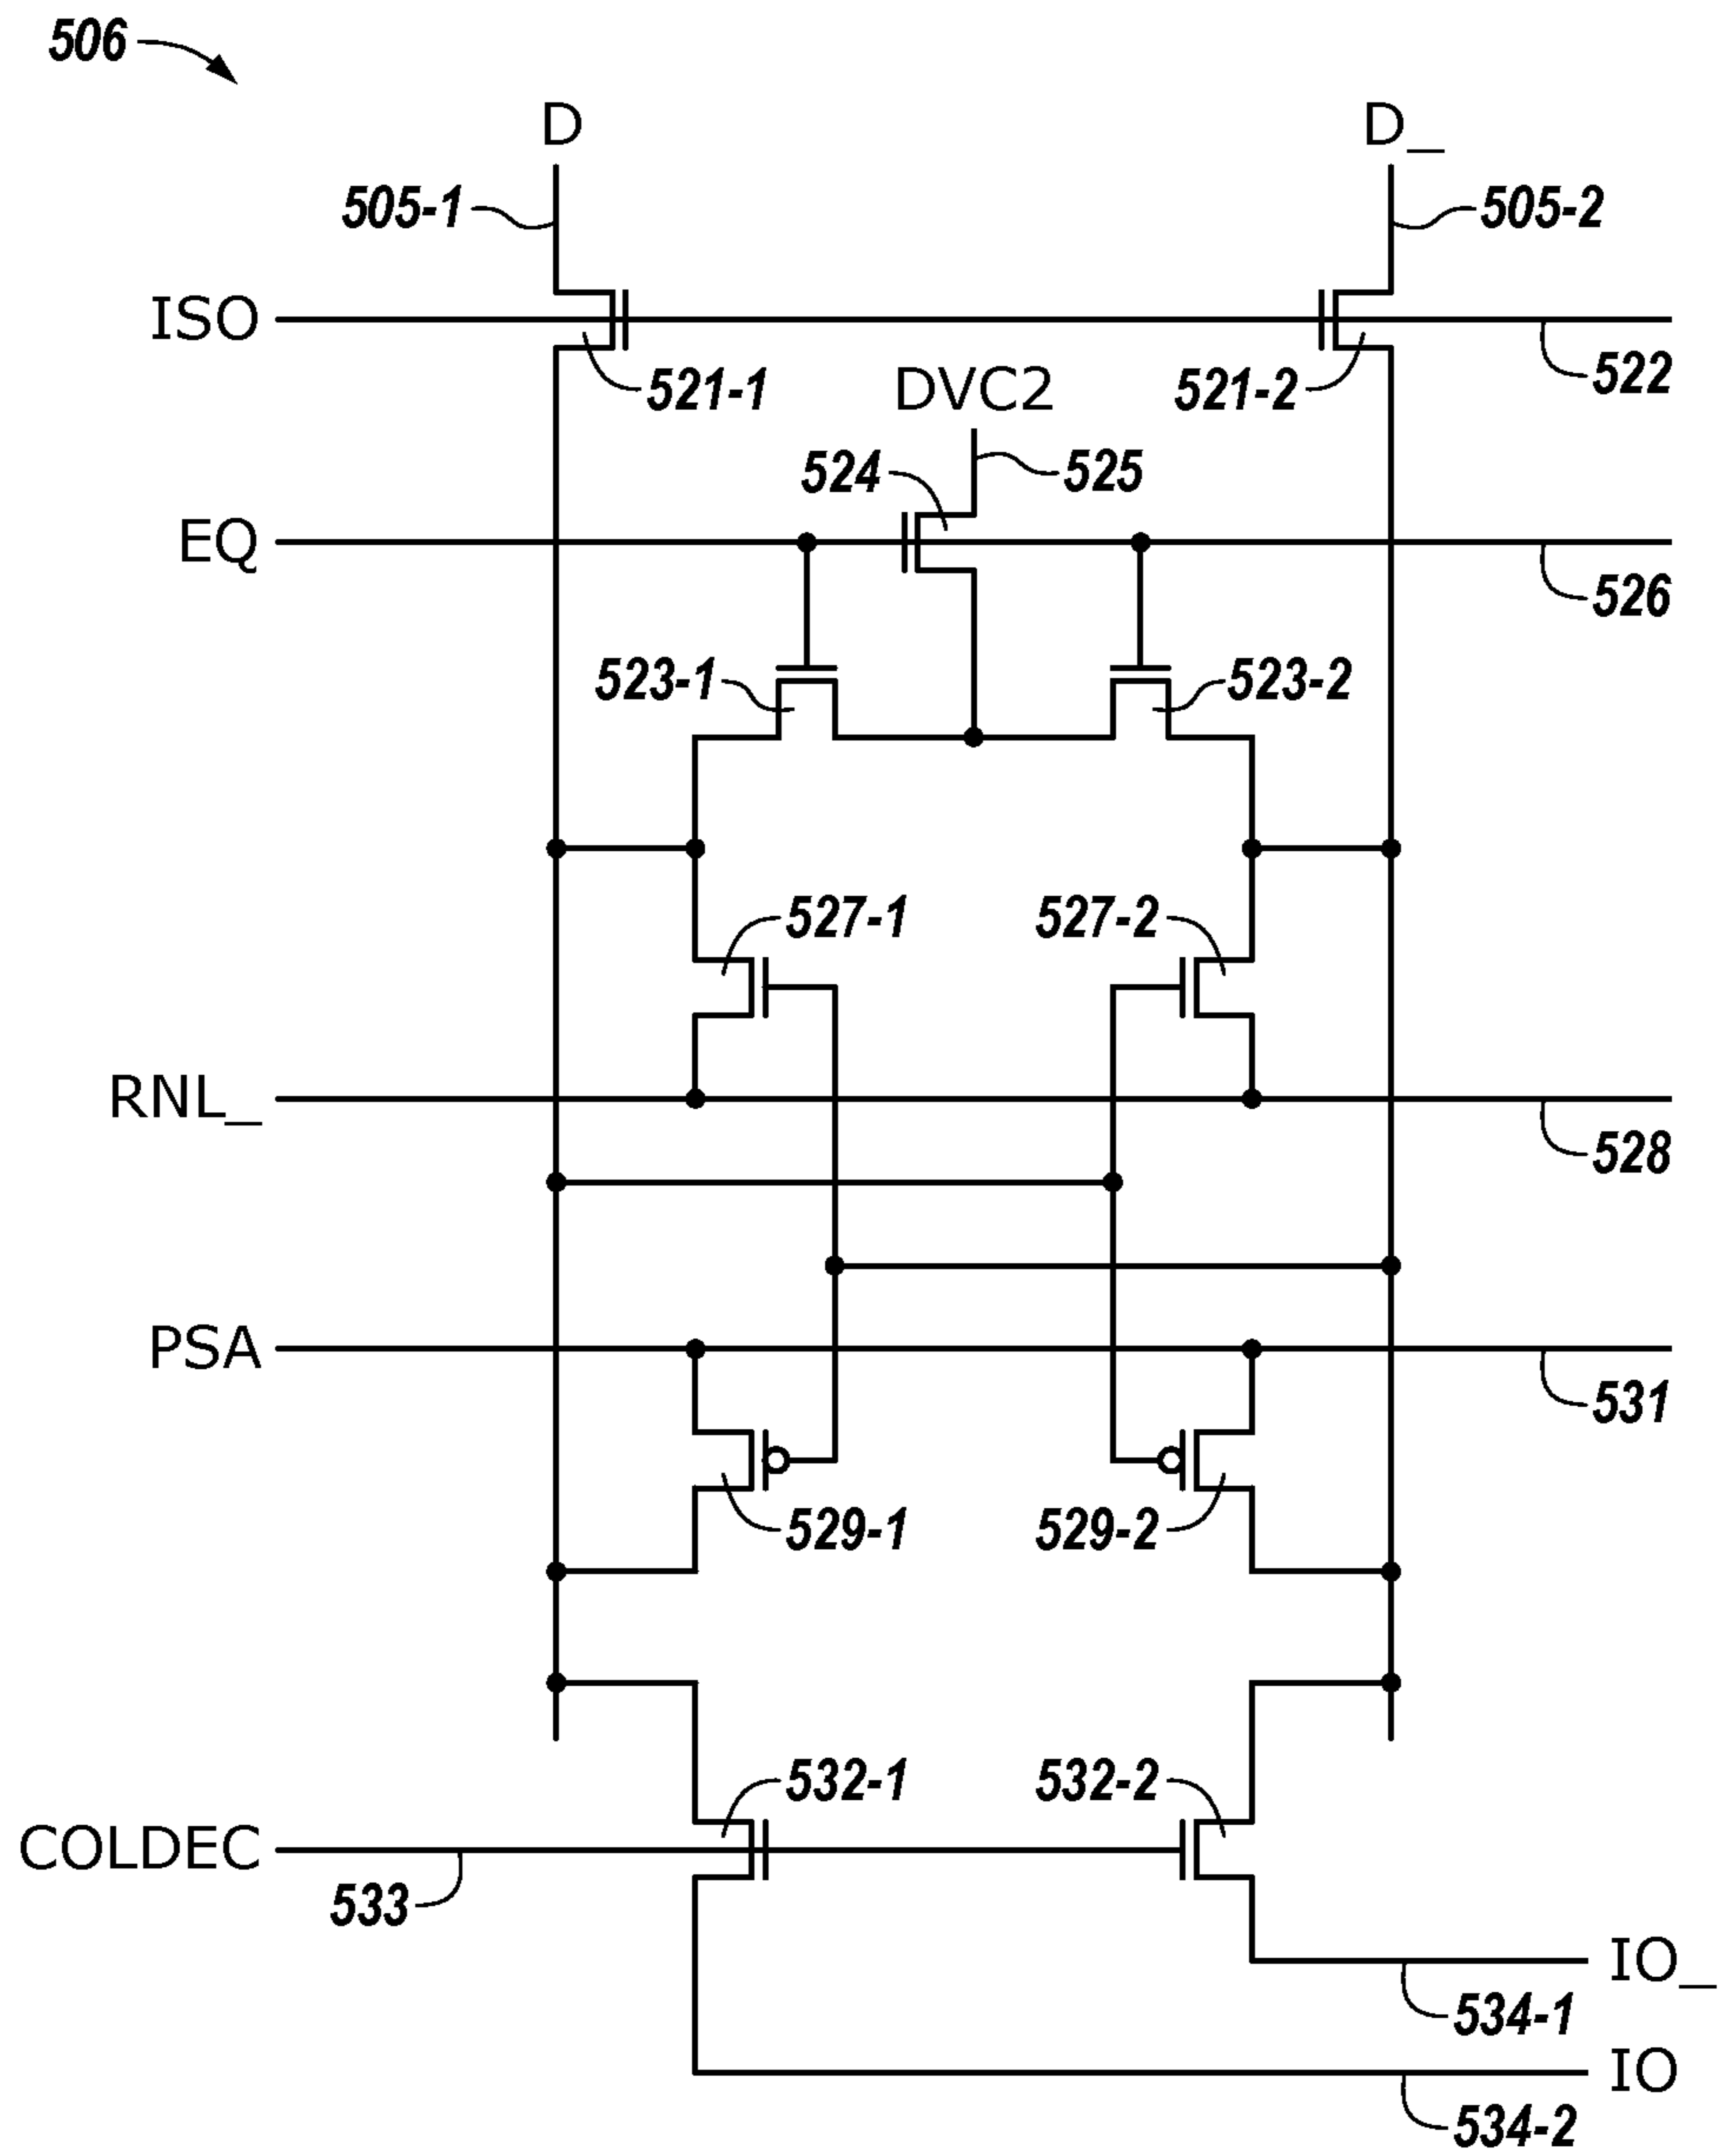 506
D D_
505-1 505-2
ISO
522
521-1 DVC2 521-2
524 525
EQ
526
523-1 523-2
527-1 527-2
RNL_
528
PSA
531
529-1 529-2
532-1 532-2
COLDEC
533
IO_
534-1
IO
534-2